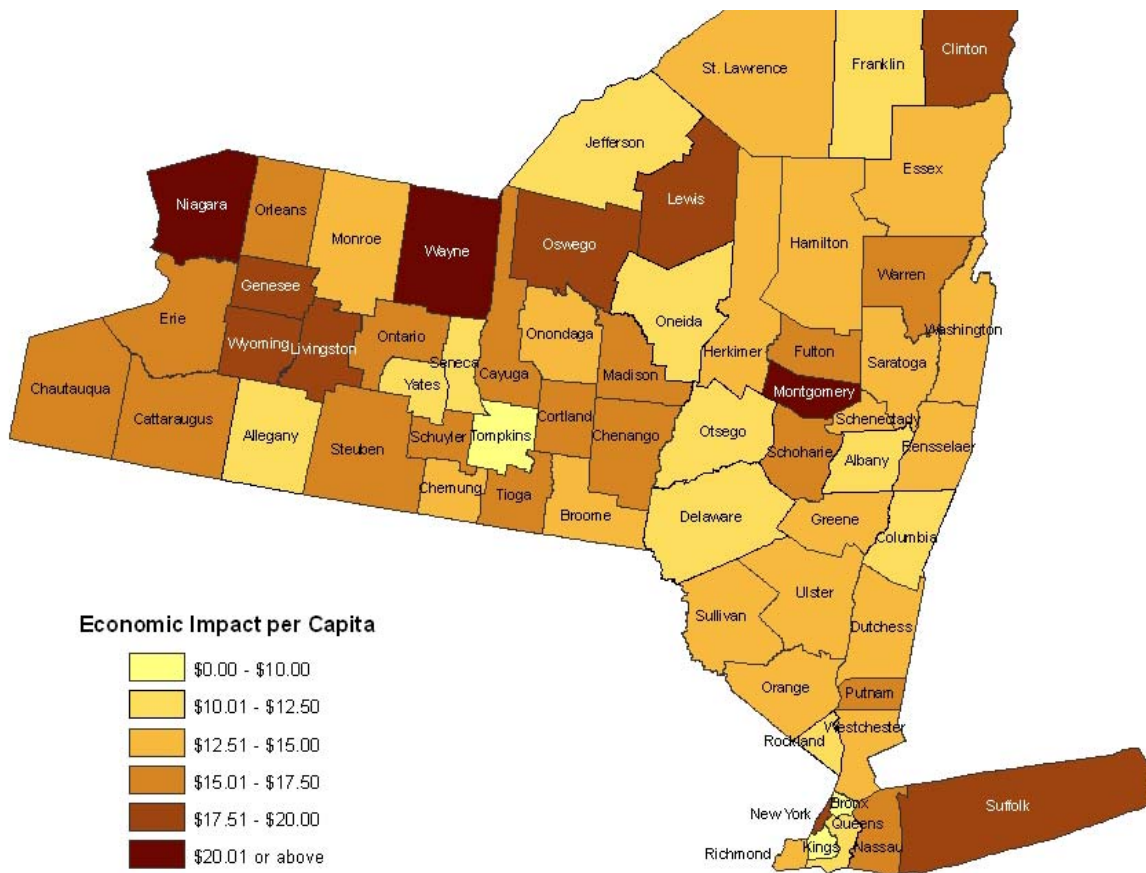 Clinton
Franklin
St. Lawrence
Jefferson
Essex
Lewis
Niagara
Orleans
Hamilton
Monroe
Wayne
Oswego
Warren
Genesee
Erie
Oneida
Washington
Ontario
Onondaga
Wyoming
Livingston
Herkimer
Fulton
Saratoga
Seneca
Cayuga
Madison
Yates
Chautauqua
Montgomery
Cattaraugus
Schenectady
Allegany
Steuben
Schuyler
Tompkins
Cortland
Chenango
Otsego
Schoharie
Albany
Rensselaer
Chemung
Tioga
Broome
Delaware
Greene
Columbia
Ulster
Sullivan
Dutchess
Orange
Putnam
Westchester
Rockland
Bronx
New York
Suffolk
Queens
Kings
Nassau
Richmond
Economic Impact per Capita
$0.00 - $10.00
$10.01 - $12.50
$12.51 - $15.00
$15.01 - $17.50
$17.51 - $20.00
$20.01 or above